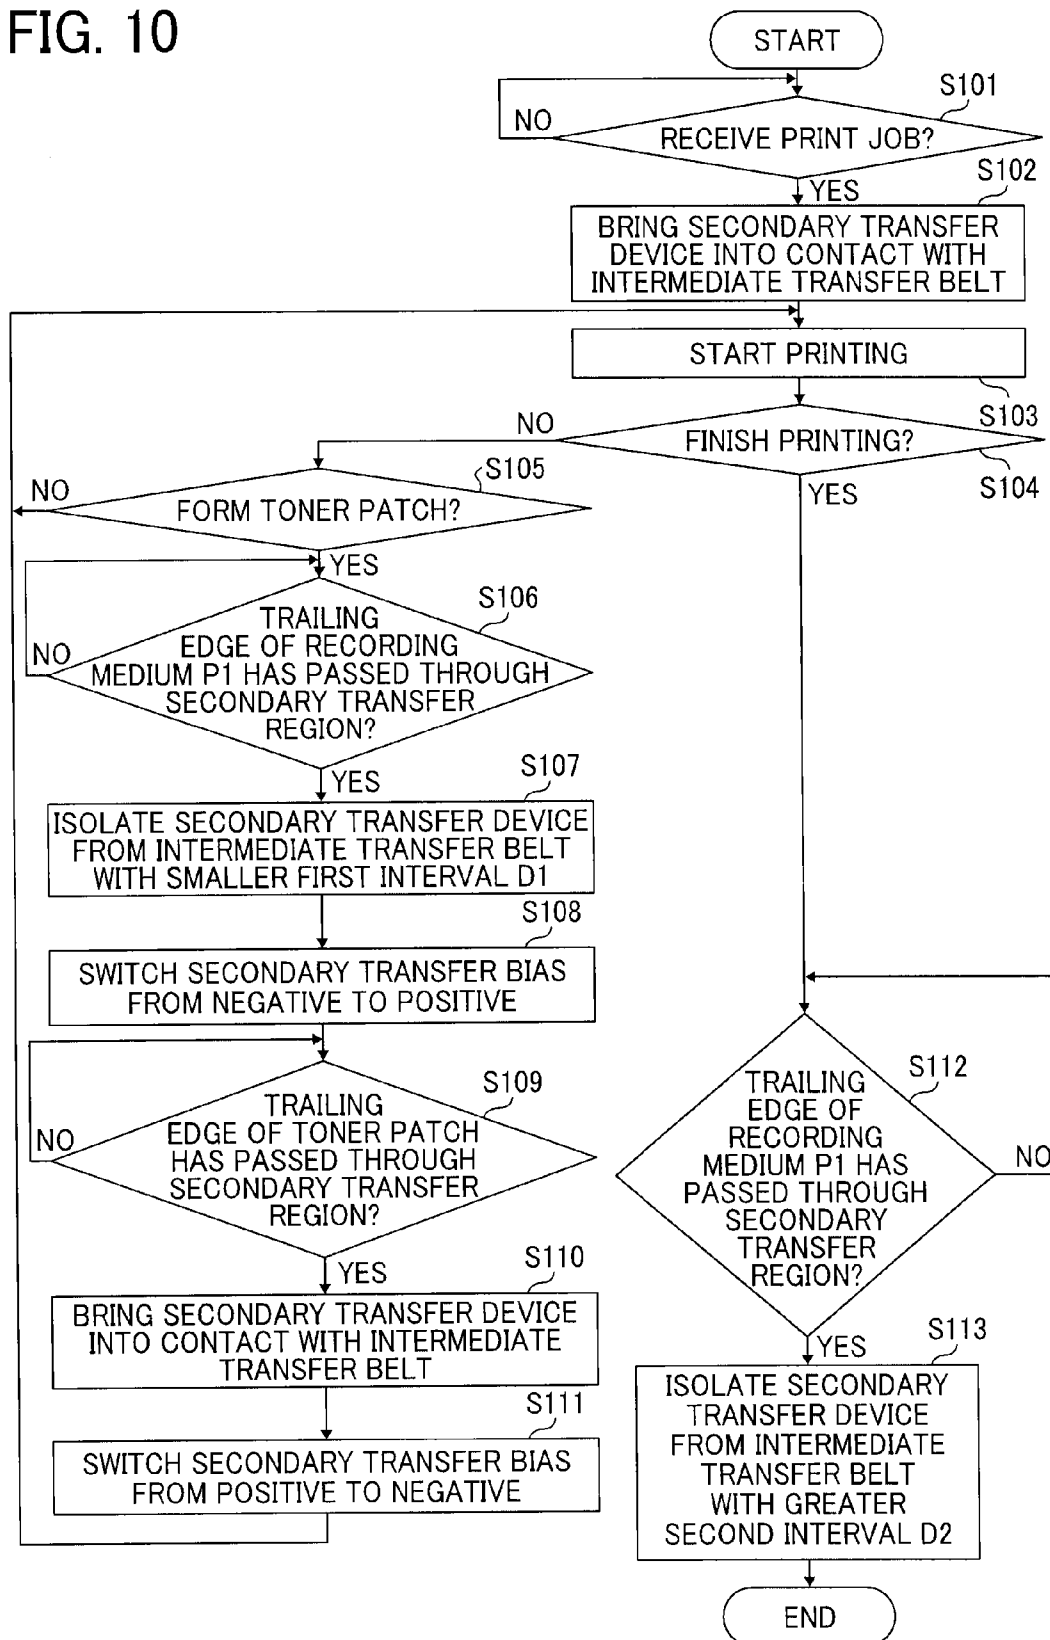 FIG. 10
START
S101
NO
RECEIVE PRINT JOB?
S102
YES
BRING SECONDARY TRANSFER
DEVICE INTO CONTACT WITH
INTERMEDIATE TRANSFER BELT
START PRINTING
S103
NO
FINISH PRINTING?
S104
YES
S105
NO
FORM TONER PATCH?
YES
S106
TRAILING
EDGE OF RECORDING
NO
MEDIUM P1 HAS PASSED THROUGH
SECONDARY TRANSFER
REGION?
YES
S107
ISOLATE SECONDARY TRANSFER DEVICE
FROM INTERMEDIATE TRANSFER BELT
WITH SMALLER FIRST INTERVAL D1
S108
SWITCH SECONDARY TRANSFER BIAS
FROM NEGATIVE TO POSITIVE
S109
TRAILING
EDGE OF TONER PATCH
NO
HAS PASSED THROUGH
SECONDARY TRANSFER
REGION?
YES
S110
BRING SECONDARY TRANSFER DEVICE
INTO CONTACT WITH INTERMEDIATE
TRANSFER BELT
S111
SWITCH SECONDARY TRANSFER BIAS
FROM POSITIVE TO NEGATIVE
S112
TRAILING
EDGE OF
RECORDING
MEDIUM P1 HAS
NO
PASSED THROUGH
SECONDARY
TRANSFER
REGION?
YES
S113
ISOLATE SECONDARY
TRANSFER DEVICE
FROM INTERMEDIATE
TRANSFER BELT
WITH GREATER
SECOND INTERVAL D2
END